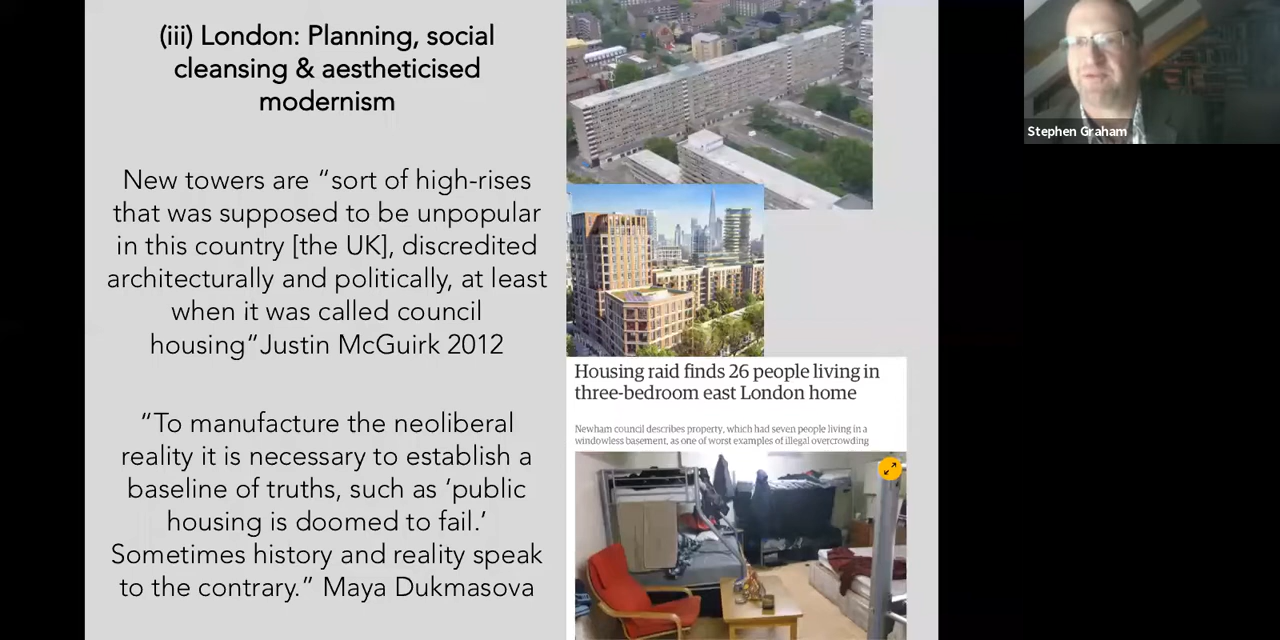 (iii) London: Planning, social
cleansing & aestheticised
modernism
New towers are “sort of high-rises
that was supposed to be unpopular
in this country [the UK], discredited
architecturally and politically, at least
when it was called council
housing“Justin McGuirk 2012
“To manufacture the neoliberal
reality it is necessary to establish a
baseline of truths, such as ‘public
housing is doomed to fail.’
Sometimes history and reality speak
to the contrary.” Maya Dukmasova
Housing raid finds 26 people living in
three-bedroom east London home
Newham council describes property, which had seven people living in a
windowless basement, as one of worst examples of illegal overcrowding
Stephen Graham